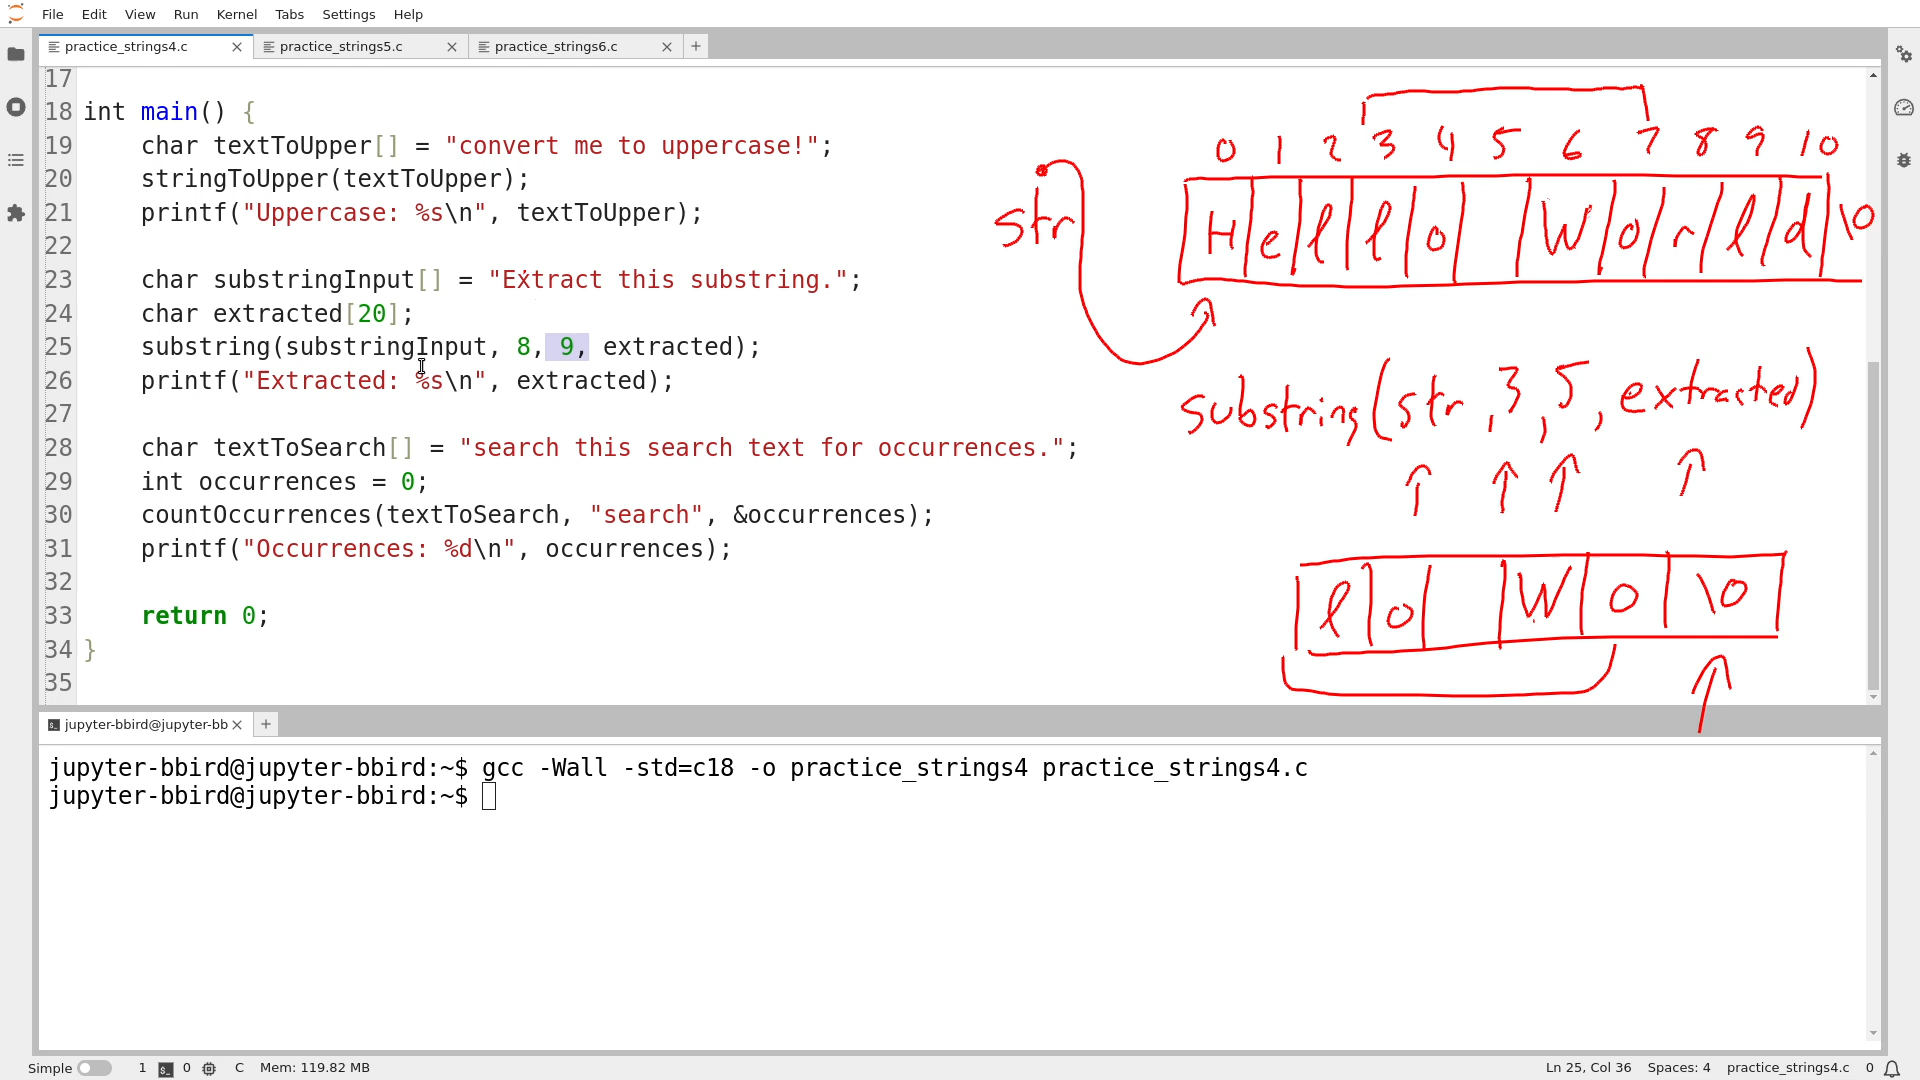 File Edit View Run Kernel Tabs Settings Help
practice_strings4.c practice_strings5.c practice_strings6.c
17
18 int main() {
19     char textToUpper[] = "convert me to uppercase!";
20     stringToUpper(textToUpper);
21     printf("Uppercase: %s\n", textToUpper);
22
23     char substringInput[] = "Extract this substring.";
24     char extracted[20];
25     substring(substringInput, 8, 9, extracted);
26     printf("Extracted: %s\n", extracted);
27
28     char textToSearch[] = "search this search text for occurrences.";
29     int occurrences = 0;
30     countOccurrences(textToSearch, "search", &occurrences);
31     printf("Occurrences: %d\n", occurrences);
32
33     return 0;
34 }
35
0 1 2 3 4 5 6 7 8 9 10
str
H e l l o W o r l d \0
substring(str, 3, 5, extracted)
l o W o \0
jupyter-bbird@jupyter-bb
jupyter-bbird@jupyter-bbird:~$ gcc -Wall -std=c18 -o practice_strings4 practice_strings4.c
jupyter-bbird@jupyter-bbird:~$
Simple 1 0 C Mem: 119.82 MB Ln 25, Col 36 Spaces: 4 practice_strings4.c 0